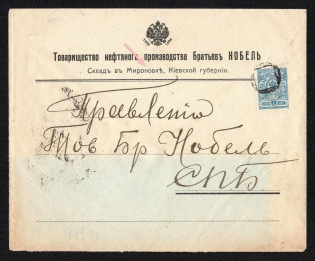 Товарищество нефтяного производства Братьевъ НОБЕЛЬ
Складъ въ Мироновкѣ, Кіевской губерніи.
Правленію
Тов Бр Нобель
СПБ